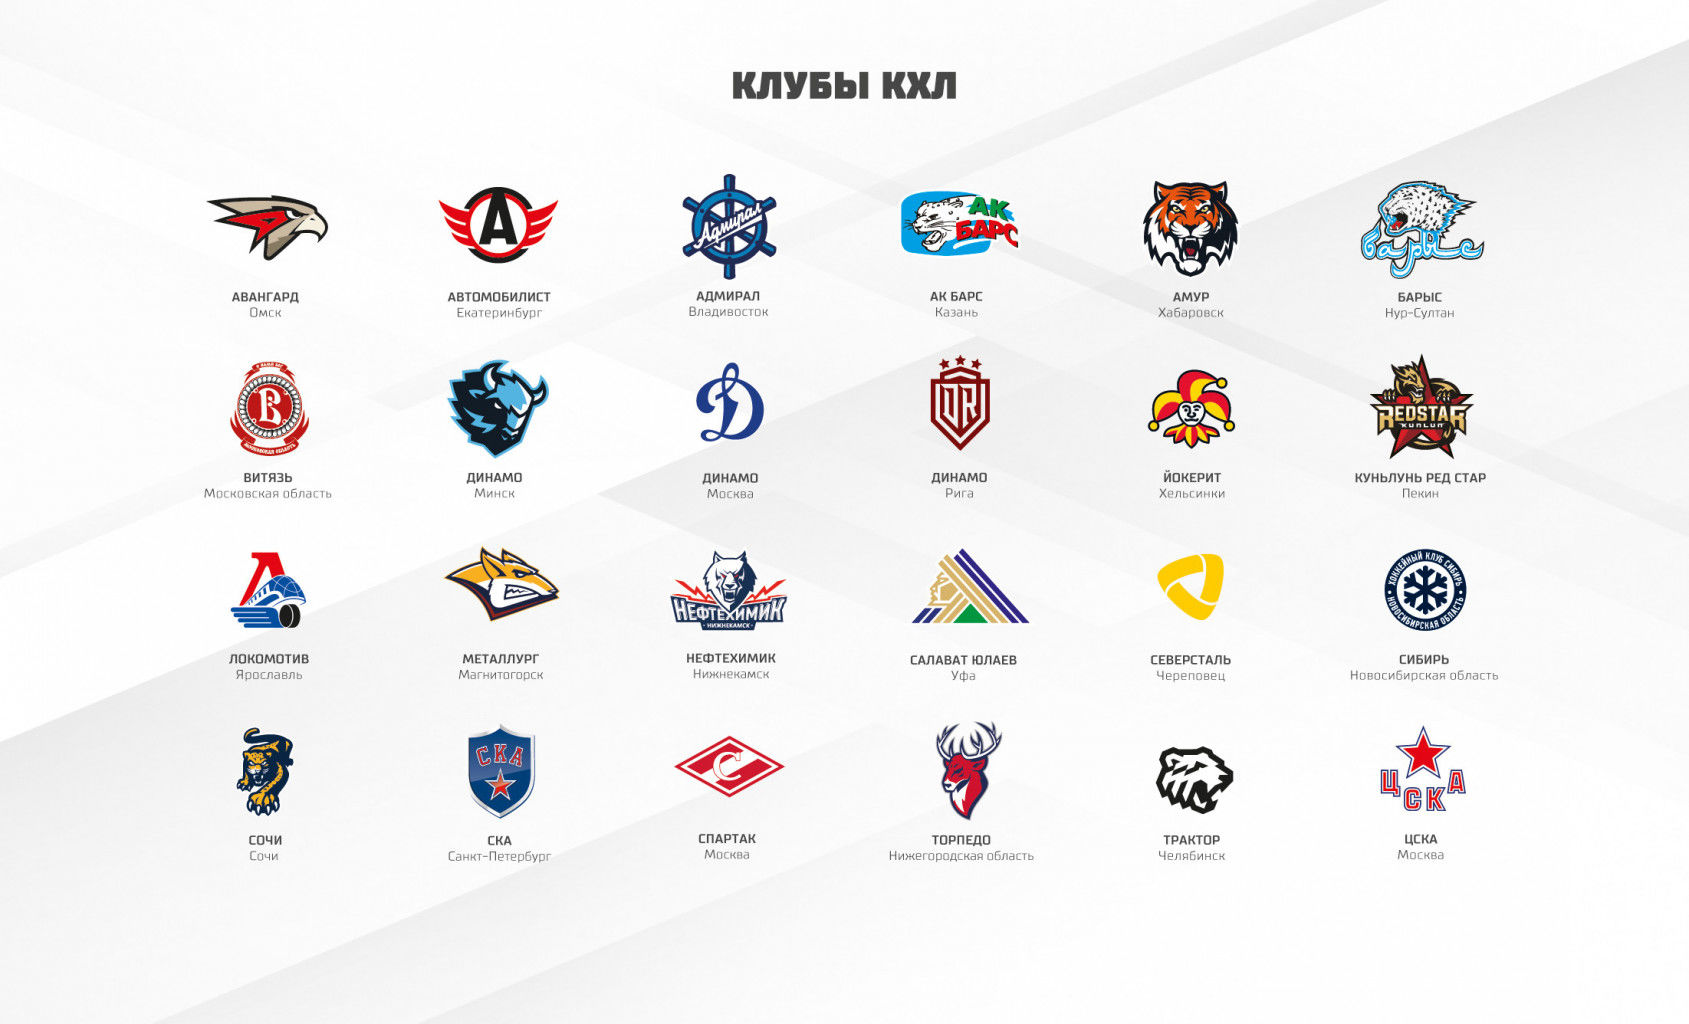 КЛУБЫ КХЛ
Адмирал
АК
БАРС
барыс
АВАНГАРД
Омск
АВТОМОБИЛИСТ
Екатеринбург
АДМИРАЛ
Владивосток
АК БАРС
Казань
АМУР
Хабаровск
БАРЫС
Нур-Султан
МОСКОВСКАЯ ОБЛАСТЬ
REDSTAR
KUNLUN
ВИТЯЗЬ
Московская область
ДИНАМО
Минск
ДИНАМО
Москва
ДИНАМО
Рига
ЙОКЕРИТ
Хельсинки
КУНЬЛУНЬ РЕД СТАР
Пекин
НЕФТЕХИМИК
НИЖНЕКАМСК
ХОККЕЙНЫЙ КЛУБ СИБИРЬ
НОВОСИБИРСКАЯ ОБЛАСТЬ
ЛОКОМОТИВ
Ярославль
МЕТАЛЛУРГ
Магнитогорск
НЕФТЕХИМИК
Нижнекамск
САЛАВАТ ЮЛАЕВ
Уфа
СЕВЕРСТАЛЬ
Череповец
СИБИРЬ
Новосибирская область
СКА
С
ЦСКА
СОЧИ
Сочи
СКА
Санкт-Петербург
СПАРТАК
Москва
ТОРПЕДО
Нижегородская область
ТРАКТОР
Челябинск
ЦСКА
Москва